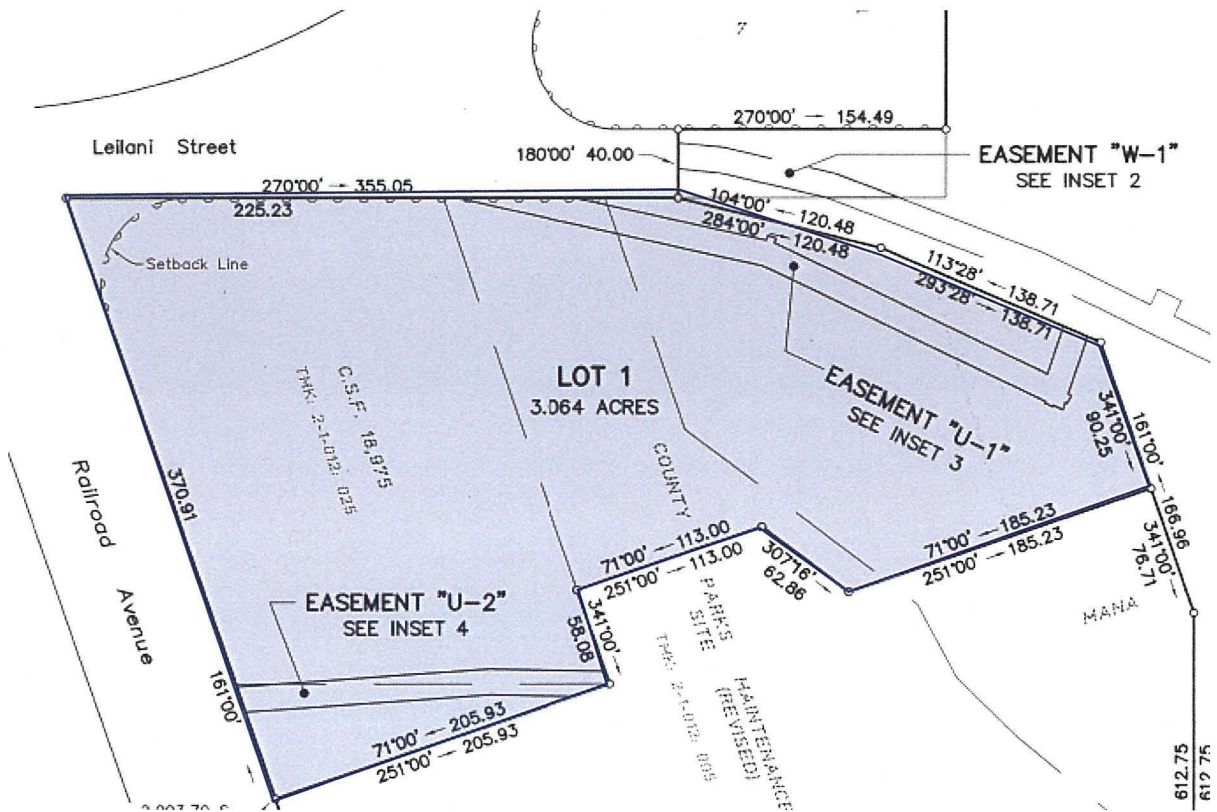 7
270°00' → 154.49
Leilani Street
180°00' 40.00
EASEMENT "W-1"
SEE INSET 2
270°00' → 355.05
225.23
104°00' → 120.48
284°00' → 120.48
Setback Line
113°28' → 138.71
293°28' → 138.71
C.S.F. 18,975
TMK: 2-1-012: 025
LOT 1
3.064 ACRES
EASEMENT "U-1"
SEE INSET 3
341°00'
90.25
161°00' → 166.96
341°00'
76.71
Railroad
Avenue
370.91
161°00'
COUNTY
PARKS
SITE
MAINTENANCE
(REVISED)
TMK: 2-1-012: 005
71°00' → 113.00
251°00' → 113.00
307°16'
62.86
71°00' → 185.23
251°00' → 185.23
MANA
EASEMENT "U-2"
SEE INSET 4
341°00'
58.08
71°00' → 205.93
251°00' → 205.93
612.75
612.75